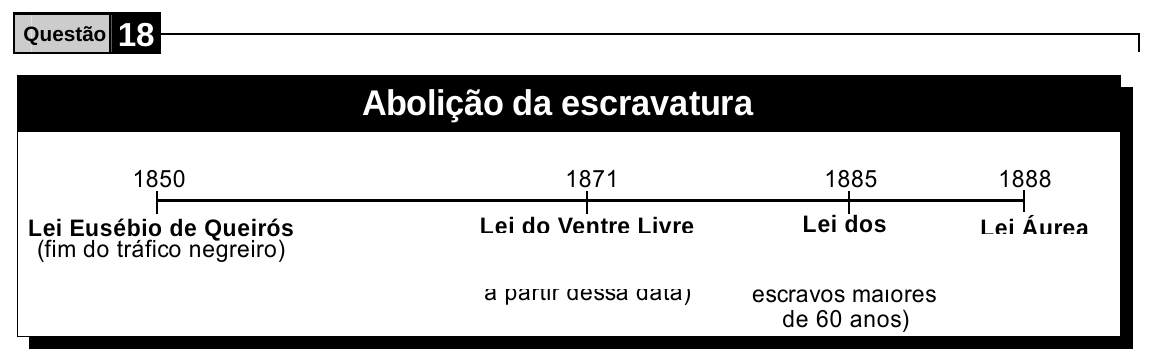 Questão 18
Abolição da escravatura
1850 1871 1885 1888
Lei Eusébio de Queirós Lei do Ventre Livre Lei dos Lei Áurea
(fim do tráfico negreiro)
a partir dessa data) escravos maiores
de 60 anos)